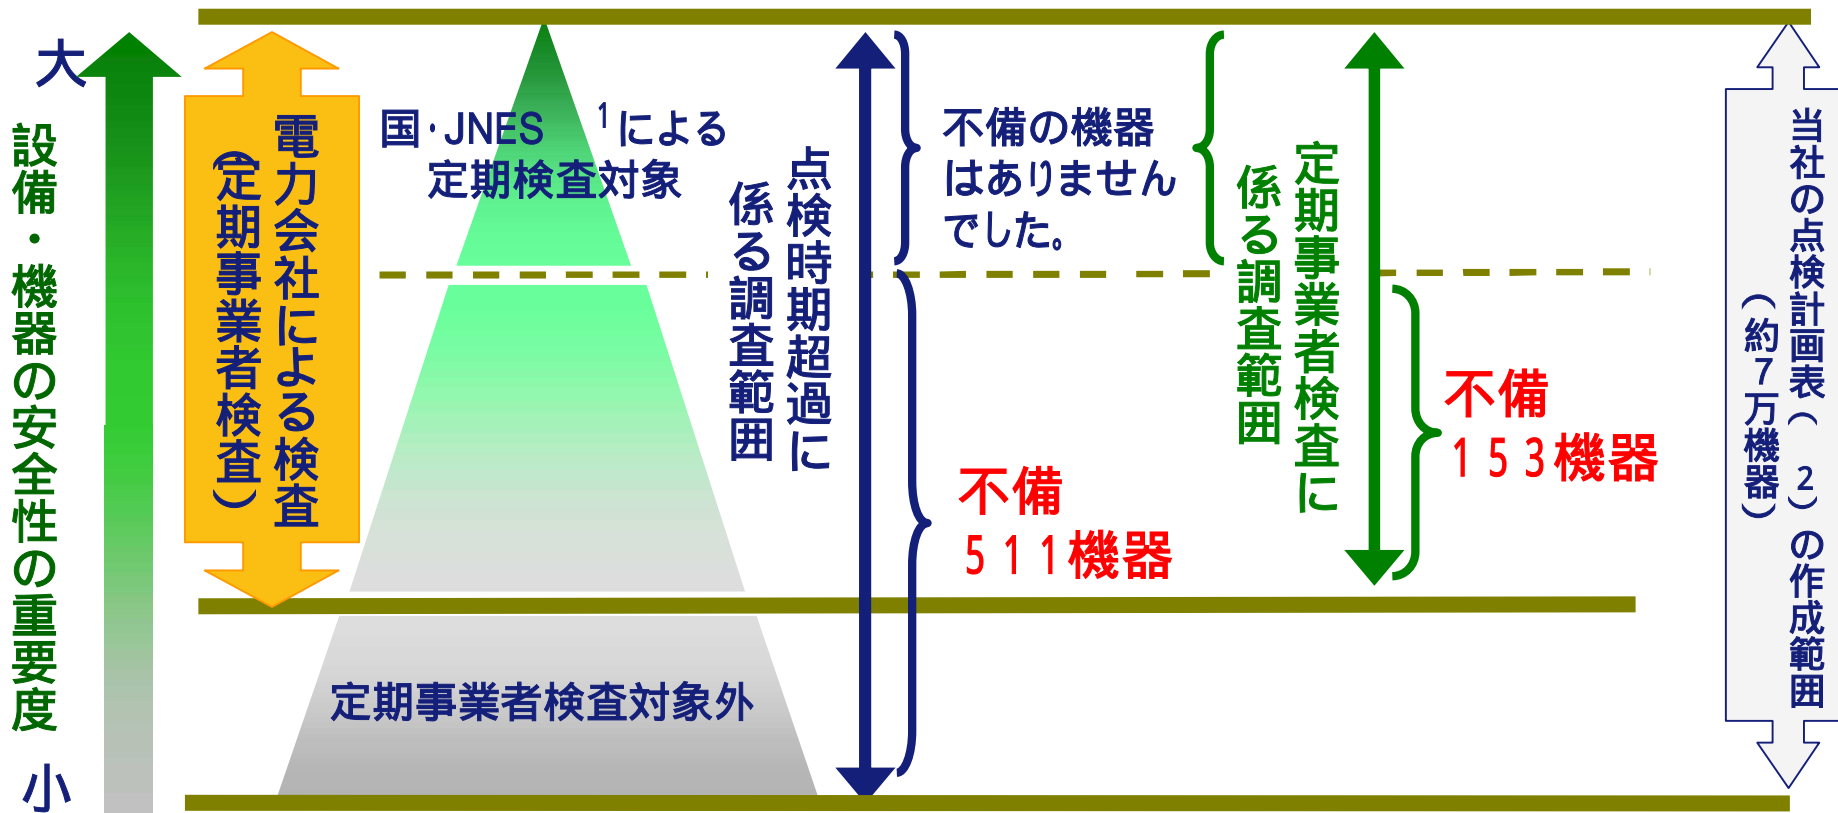 大
設備・機器の安全性の重要度
小
電力会社による検査
(定期事業者検査)
国・JNES 1による
定期検査対象
定期事業者検査対象外
点検時期超過に
係る調査範囲
不備の機器
はありません
でした。
不備
５１１機器
定期事業者検査に
係る調査範囲
不備
１５３機器
当社の点検計画表( 2)の作成範囲
(約７万機器)